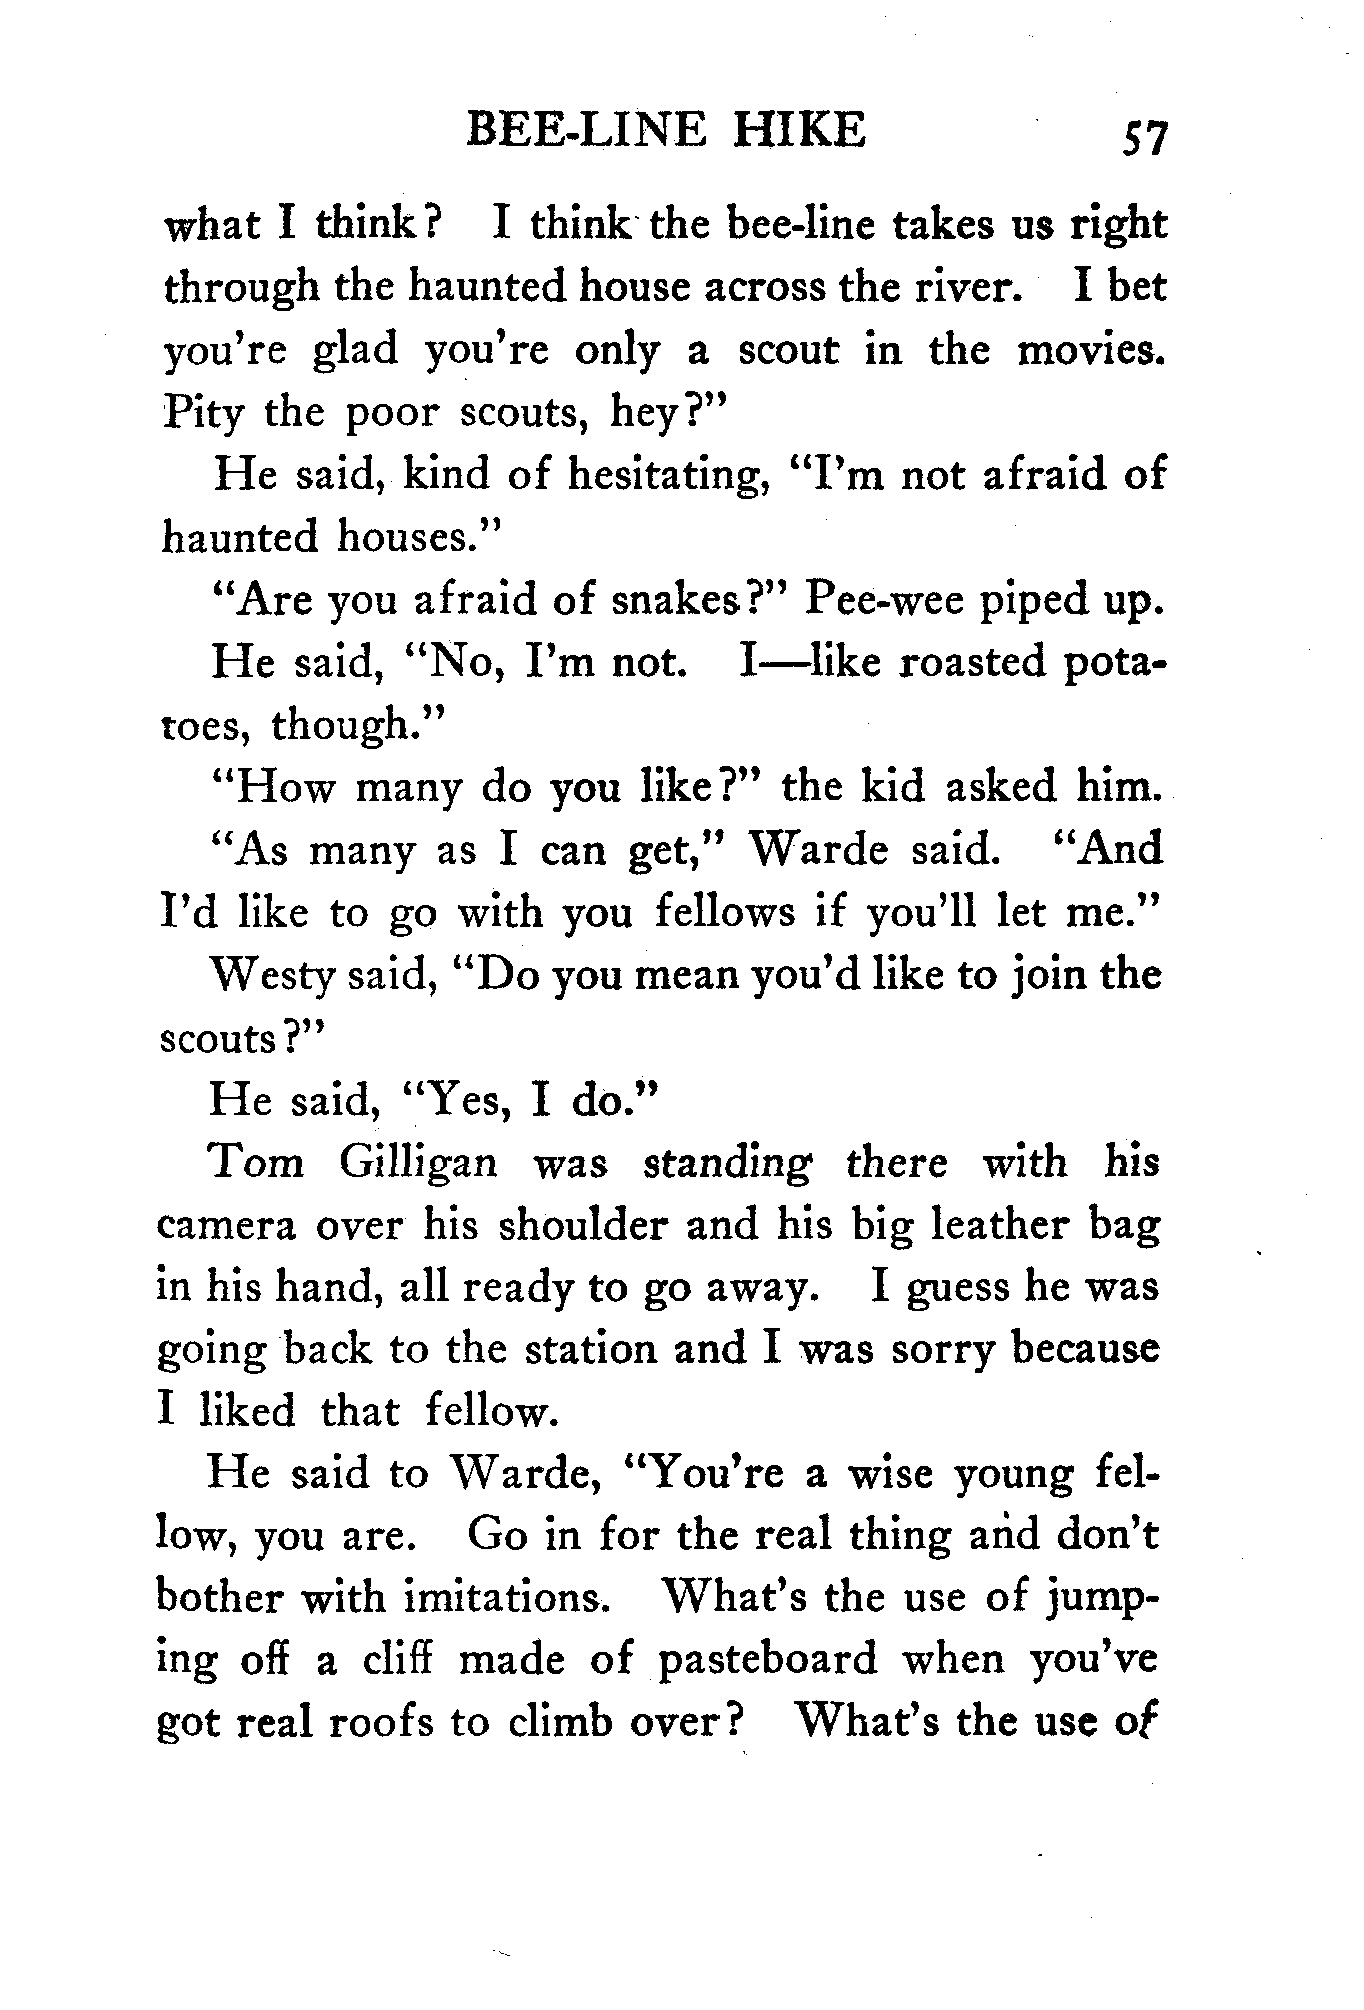 BEE-LINE HIKE 57
what I think? I think the bee-line takes us right
through the haunted house across the river. I bet
you're glad you're only a scout in the movies.
Pity the poor scouts, hey?"
He said, kind of hesitating, "I'm not afraid of
haunted houses."
"Are you afraid of snakes?" Pee-wee piped up.
He said, "No, I'm not. I—like roasted pota-
toes, though."
"How many do you like?" the kid asked him.
"As many as I can get," Warde said. "And
I'd like to go with you fellows if you'll let me."
Westy said, "Do you mean you'd like to join the
scouts?"
He said, "Yes, I do."
Tom Gilligan was standing there with his
camera over his shoulder and his big leather bag
in his hand, all ready to go away. I guess he was
going back to the station and I was sorry because
I liked that fellow.
He said to Warde, "You're a wise young fel-
low, you are. Go in for the real thing and don't
bother with imitations. What's the use of jump-
ing off a cliff made of pasteboard when you've
got real roofs to climb over? What's the use of